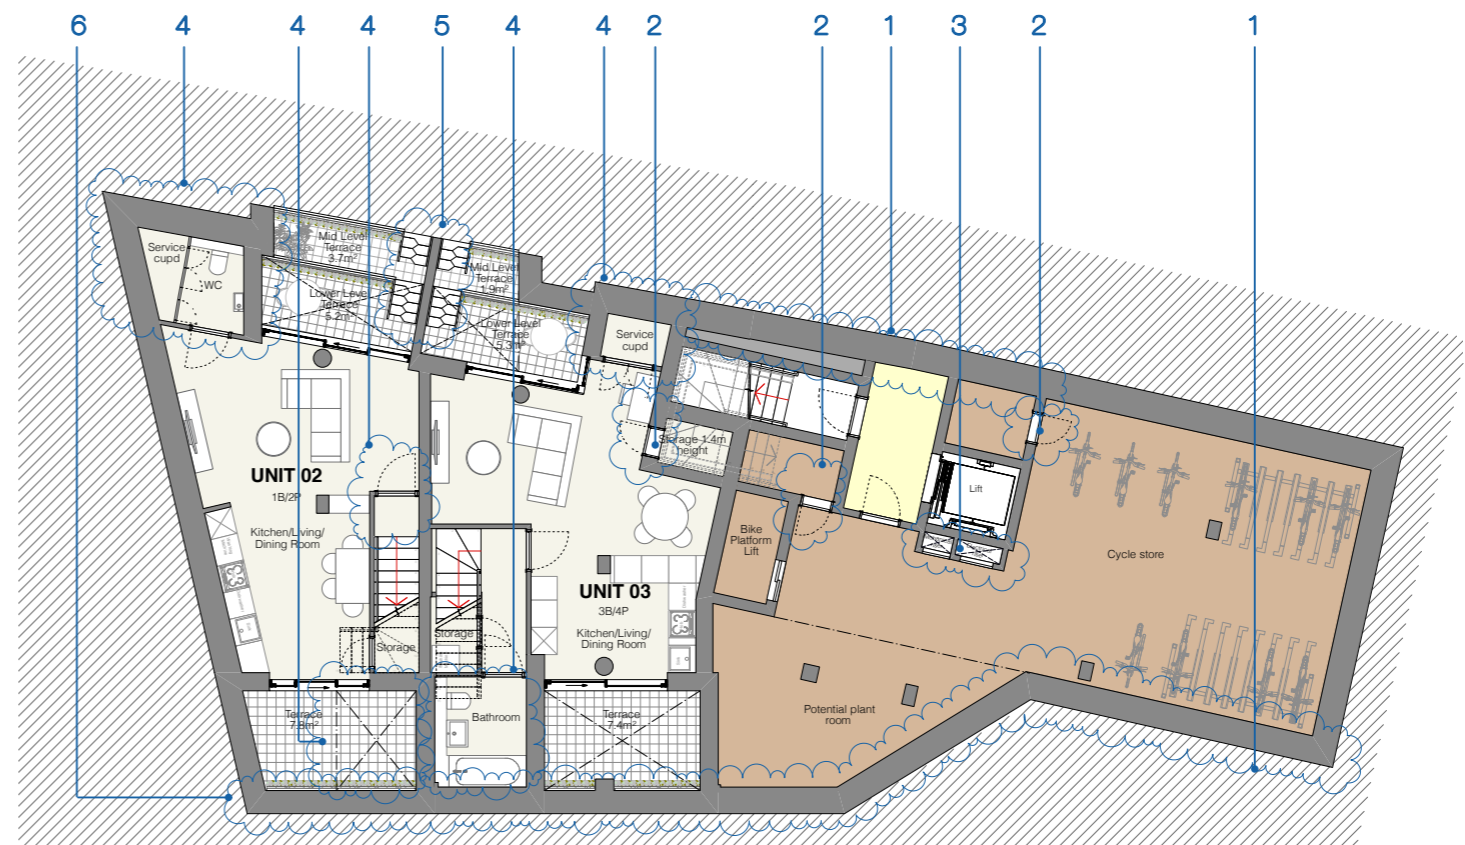 6 4 4 4 5 4 4 2 2 1 3 2 1
Service
cupd
WC
Mid Level
Terrace
3.7m²
Lower Level
Terrace
5.2m²
Mid Level
Terrace
1.9m²
Lower Level
Terrace
5.3m²
Service
cupd
Storage 1.4m
height
Lift
UNIT 02
1B/2P
Kitchen/Living/
Dining Room
Bike
Platform
Lift
Cycle store
UNIT 03
3B/4P
Kitchen/Living/
Dining Room
Storage
Storage
Terrace
7.8m²
Bathroom
Terrace
7.4m²
Potential plant
room